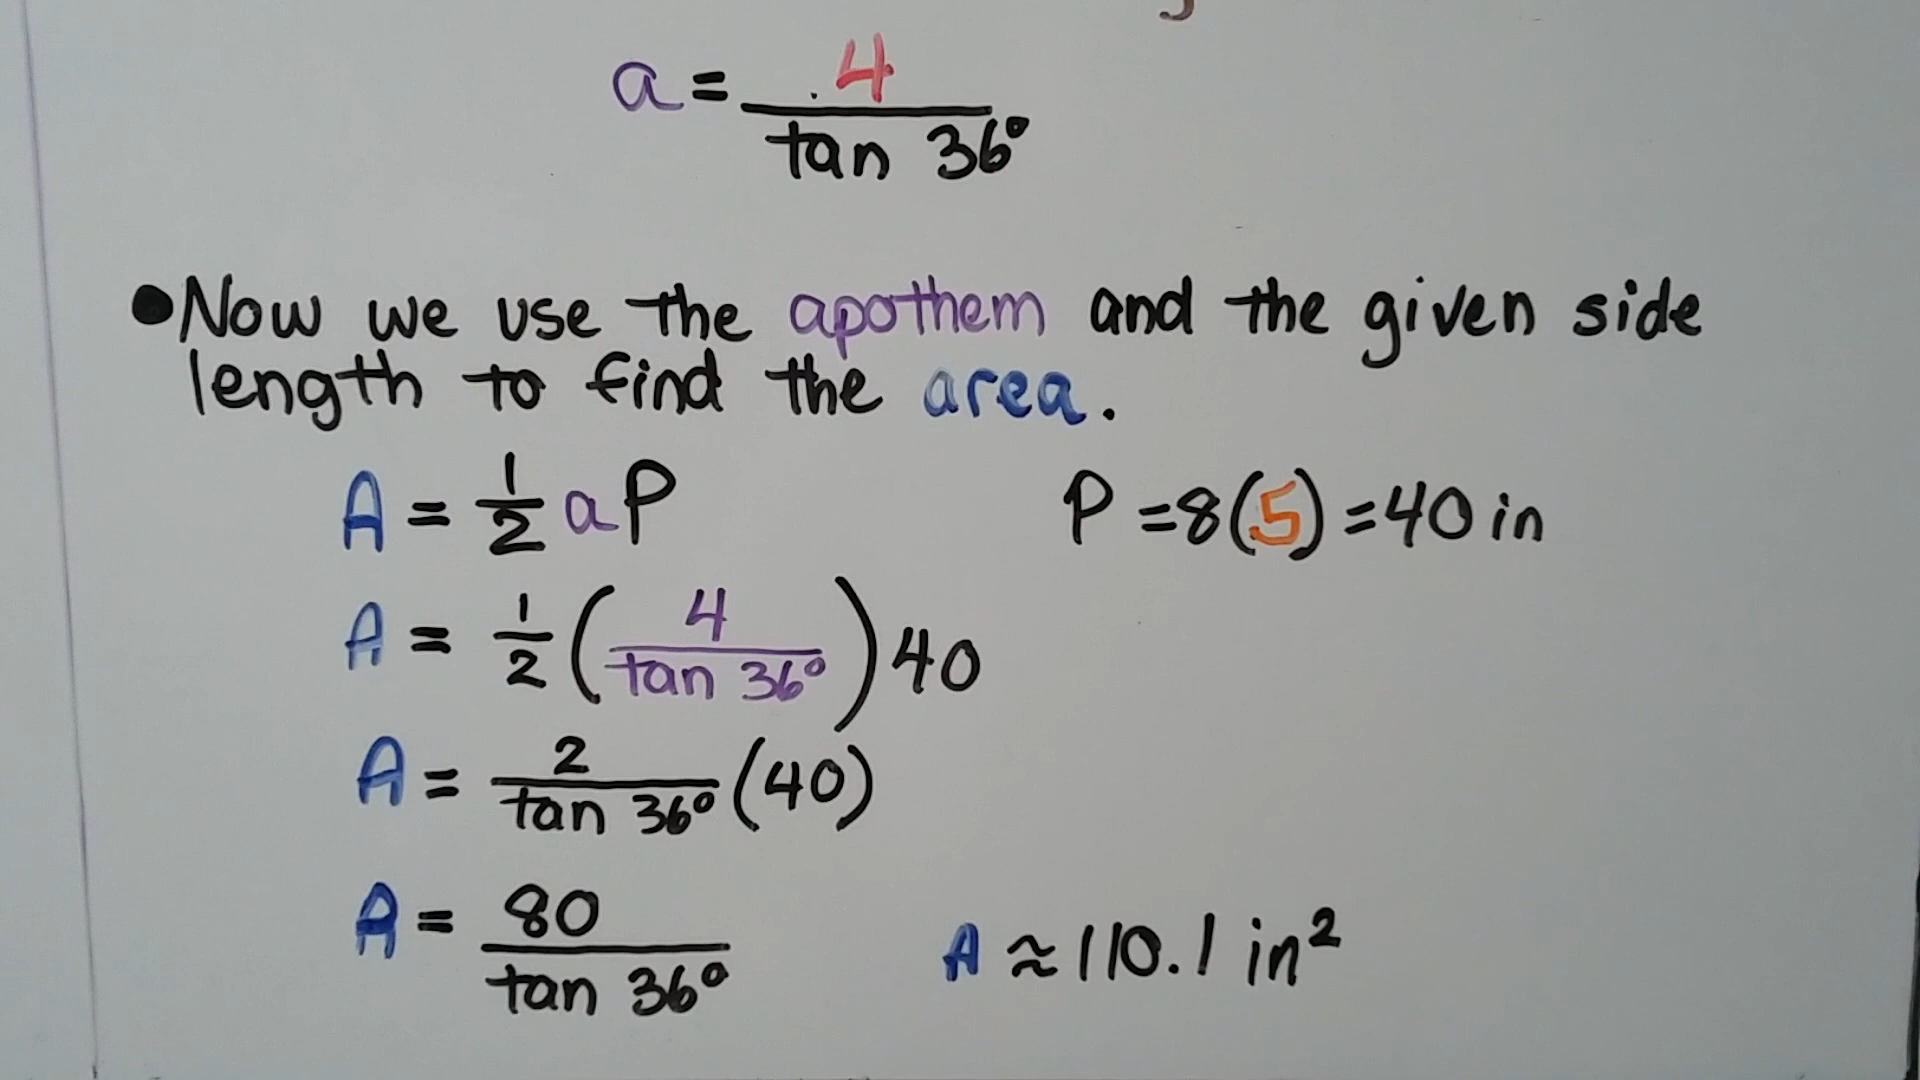 a = 4 / tan 36°
•Now we use the apothem and the given side
length to find the area.
A = 1/2 aP
P = 8(5) = 40 in
A = 1/2 (4 / tan 36°) 40
A = 2 / tan 36° (40)
A = 80 / tan 36°
A ≈ 110.1 in²